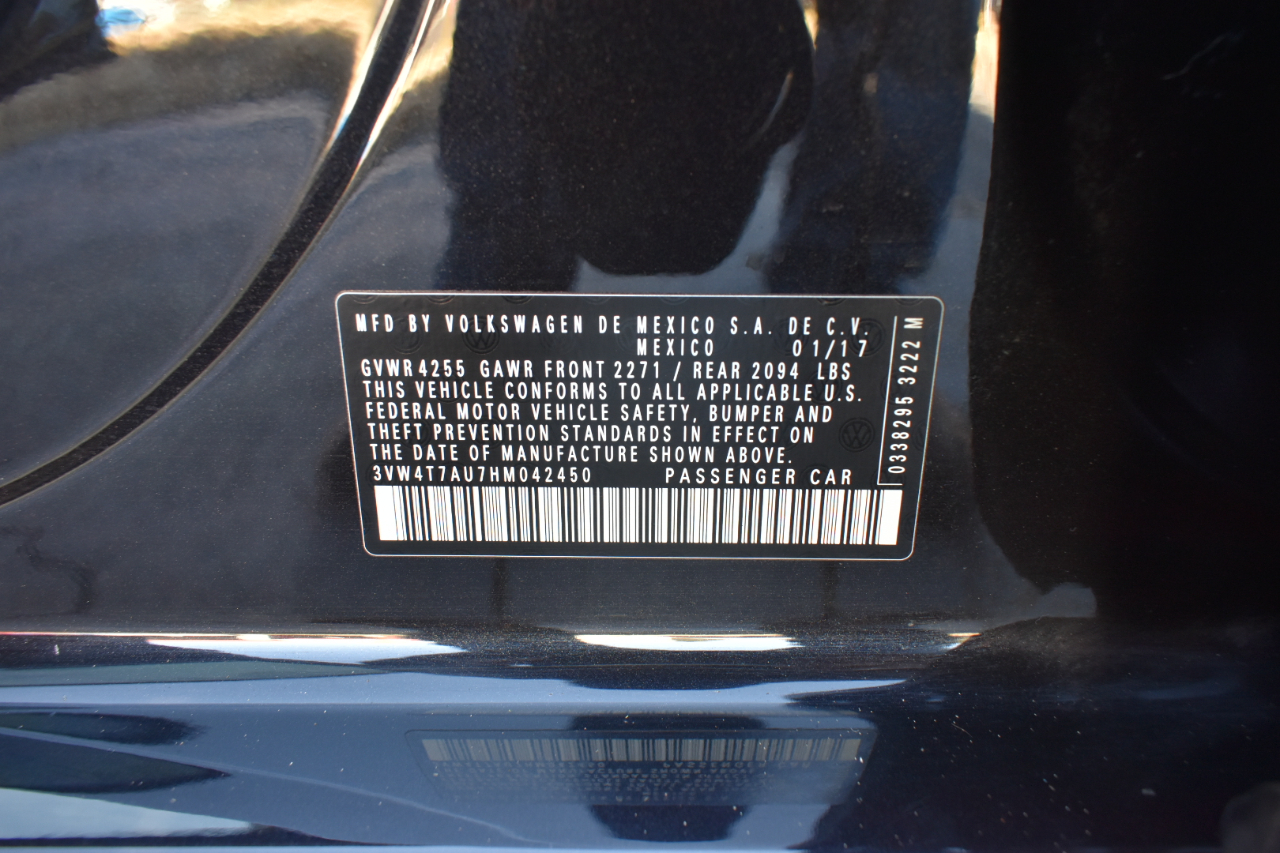 MFD BY VOLKSWAGEN DE MEXICO S.A. DE C.V.
MEXICO 01/17
GVWR 4255 GAWR FRONT 2271 / REAR 2094 LBS
THIS VEHICLE CONFORMS TO ALL APPLICABLE U.S.
FEDERAL MOTOR VEHICLE SAFETY, BUMPER AND
THEFT PREVENTION STANDARDS IN EFFECT ON
THE DATE OF MANUFACTURE SHOWN ABOVE.
3VW4T7AU7HM042450 PASSENGER CAR
0338295 3222 M